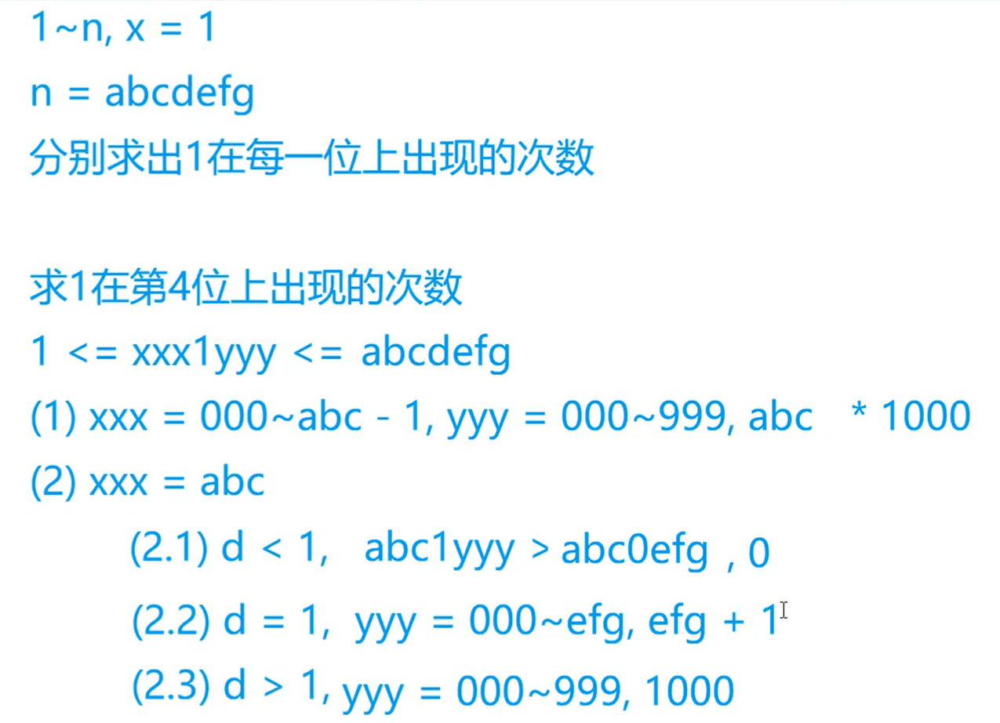 1~n, x = 1
n = abcdefg
分别求出1在每一位上出现的次数
求1在第4位上出现的次数
1 <= xxx1yyy <= abcdefg
(1) xxx = 000~abc - 1, yyy = 000~999, abc * 1000
(2) xxx = abc
(2.1) d < 1, abc1yyy > abc0efg , 0
(2.2) d = 1, yyy = 000~efg, efg + 1
(2.3) d > 1, yyy = 000~999, 1000